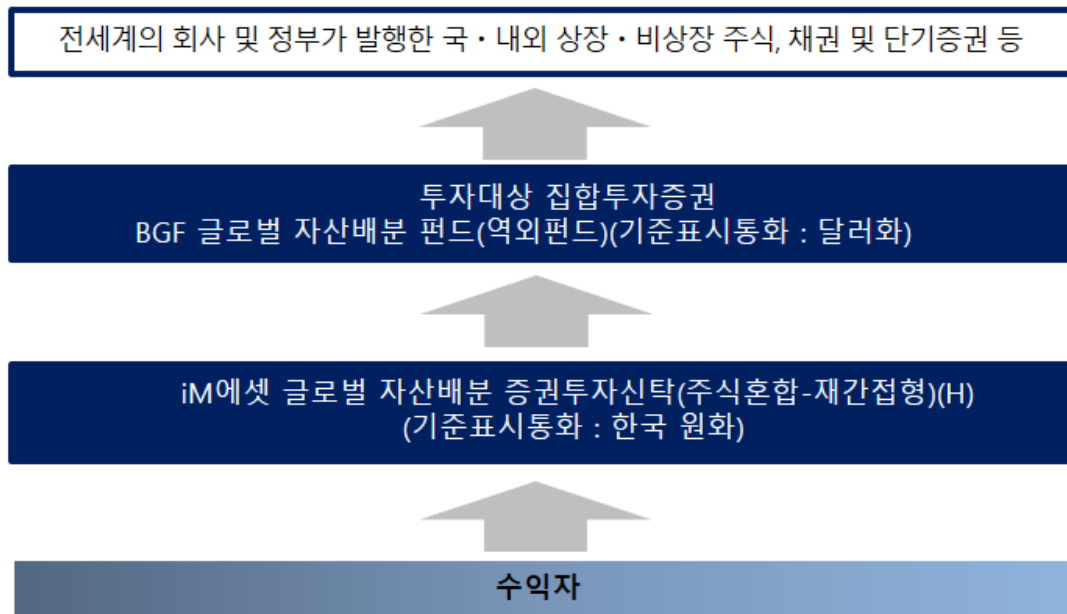 전세계의 회사 및 정부가 발행한 국・내외 상장・비상장 주식, 채권 및 단기증권 등
투자대상 집합투자증권
BGF 글로벌 자산배분 펀드(역외펀드)(기준표시통화 : 달러화)
iM에셋 글로벌 자산배분 증권투자신탁(주식혼합-재간접형)(H)
(기준표시통화 : 한국 원화)
수익자